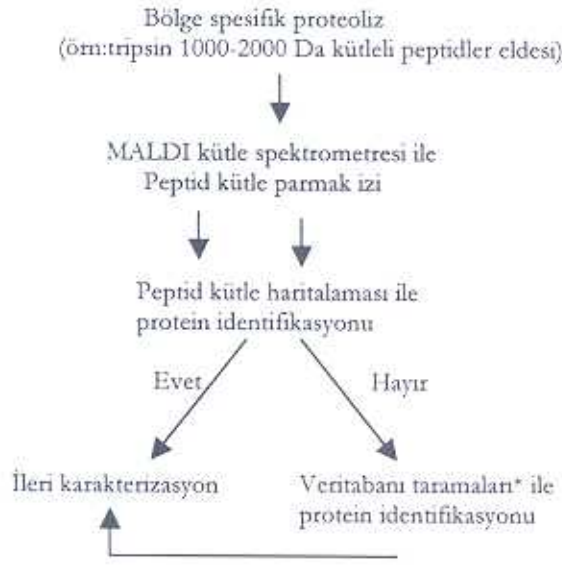 Bölge spesifik proteoliz
(örn:tripsin 1000-2000 Da kütleli peptidler eldesi)
MALDI kütle spektrometresi ile
Peptid kütle parmak izi
Peptid kütle haritalaması ile
protein identifikasyonu
Evet
Hayır
İleri karakterizasyon
Veritabanı taramaları* ile
protein identifikasyonu